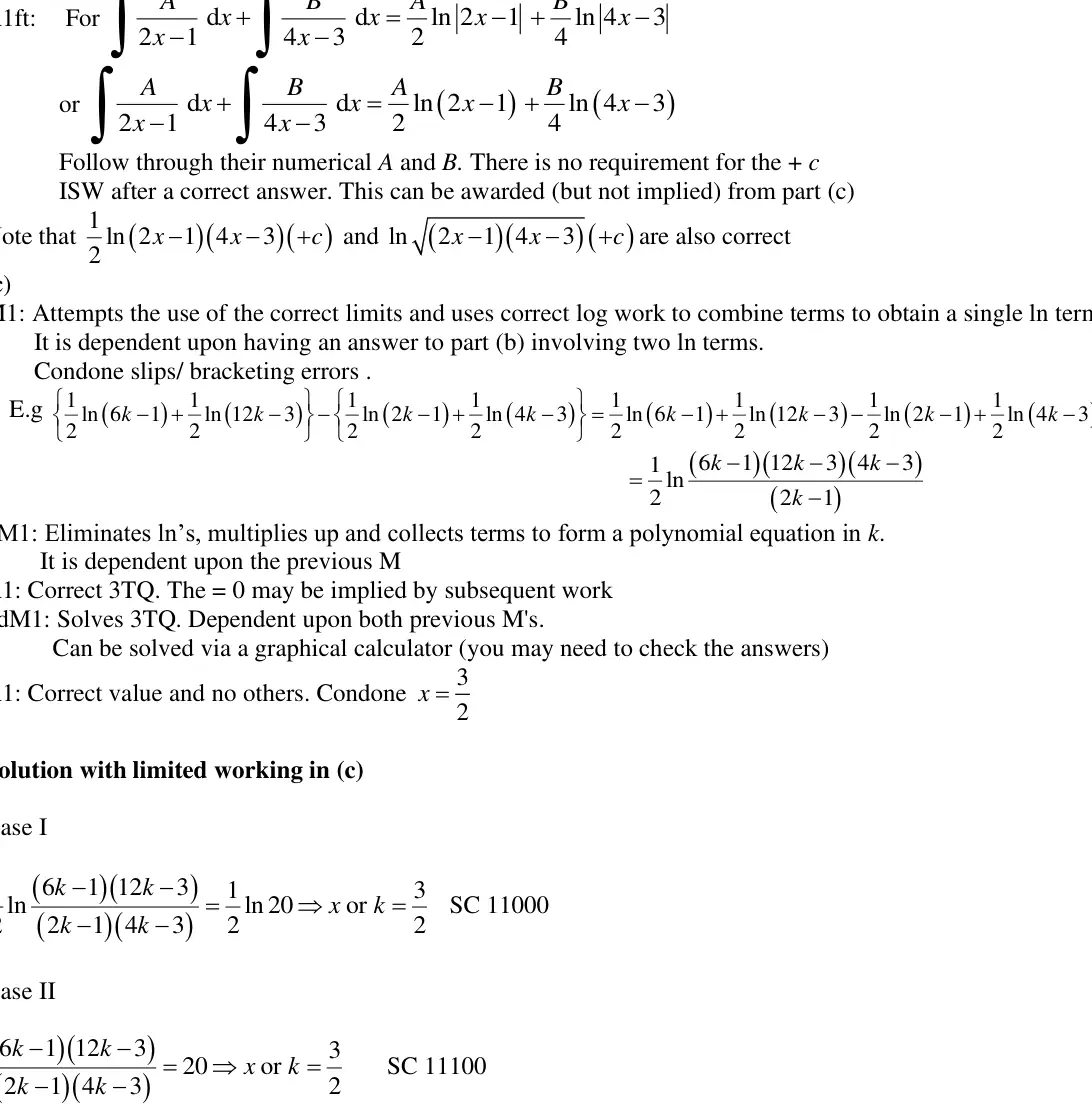 1ft: For ∫ A/(2x−1) dx + ∫ B/(4x−3) dx = A/2 ln|2x−1| + B/4 ln|4x−3|
or ∫ A/(2x−1) dx + ∫ B/(4x−3) dx = A/2 ln(2x−1) + B/4 ln(4x−3)
Follow through their numerical A and B. There is no requirement for the + c
ISW after a correct answer. This can be awarded (but not implied) from part (c)
ote that 1/2 ln(2x−1)(4x−3)(+c) and ln√((2x−1)(4x−3))(+c) are also correct
c)
M1: Attempts the use of the correct limits and uses correct log work to combine terms to obtain a single ln term
It is dependent upon having an answer to part (b) involving two ln terms.
Condone slips/ bracketing errors .
E.g {1/2 ln(6k−1) + 1/2 ln(12k−3)} − {1/2 ln(2k−1) + 1/2 ln(4k−3)} = 1/2 ln(6k−1) + 1/2 ln(12k−3) − 1/2 ln(2k−1) + 1/2 ln(4k−3)
= 1/2 ln (6k−1)(12k−3)(4k−3)/(2k−1)
M1: Eliminates ln’s, multiplies up and collects terms to form a polynomial equation in k.
It is dependent upon the previous M
1: Correct 3TQ. The = 0 may be implied by subsequent work
dM1: Solves 3TQ. Dependent upon both previous M's.
Can be solved via a graphical calculator (you may need to check the answers)
1: Correct value and no others. Condone x = 3/2
olution with limited working in (c)
ase I
ln (6k−1)(12k−3)/(2k−1)(4k−3) = 1/2 ln 20 ⇒ x or k = 3/2 SC 11000
ase II
6k−1)(12k−3)/(2k−1)(4k−3) = 20 ⇒ x or k = 3/2 SC 11100